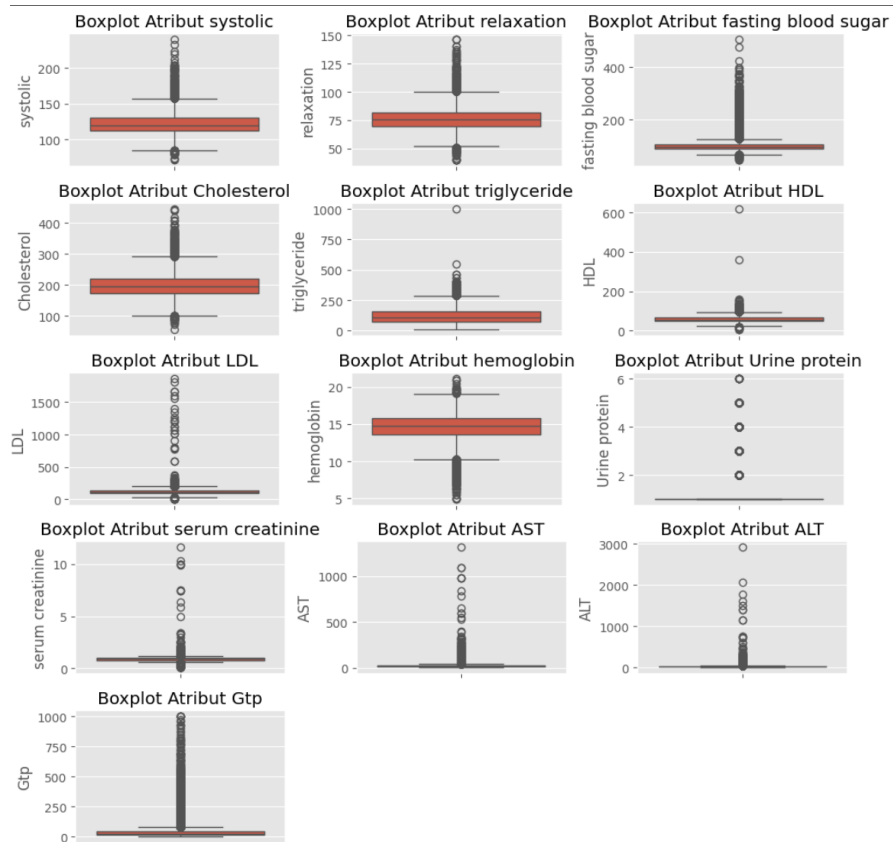 Boxplot Atribut systolic
systolic
200
150
100
Boxplot Atribut relaxation
relaxation
150
125
100
75
50
Boxplot Atribut fasting blood sugar
fasting blood sugar
400
200
Boxplot Atribut Cholesterol
Cholesterol
400
300
200
100
Boxplot Atribut triglyceride
triglyceride
1000
750
500
250
0
Boxplot Atribut HDL
HDL
600
400
200
0
Boxplot Atribut LDL
LDL
1500
1000
500
0
Boxplot Atribut hemoglobin
hemoglobin
20
15
10
5
Boxplot Atribut Urine protein
Urine protein
6
4
2
Boxplot Atribut serum creatinine
serum creatinine
10
5
0
Boxplot Atribut AST
AST
1000
500
0
Boxplot Atribut ALT
ALT
3000
2000
1000
0
Boxplot Atribut Gtp
Gtp
1000
750
500
250
0